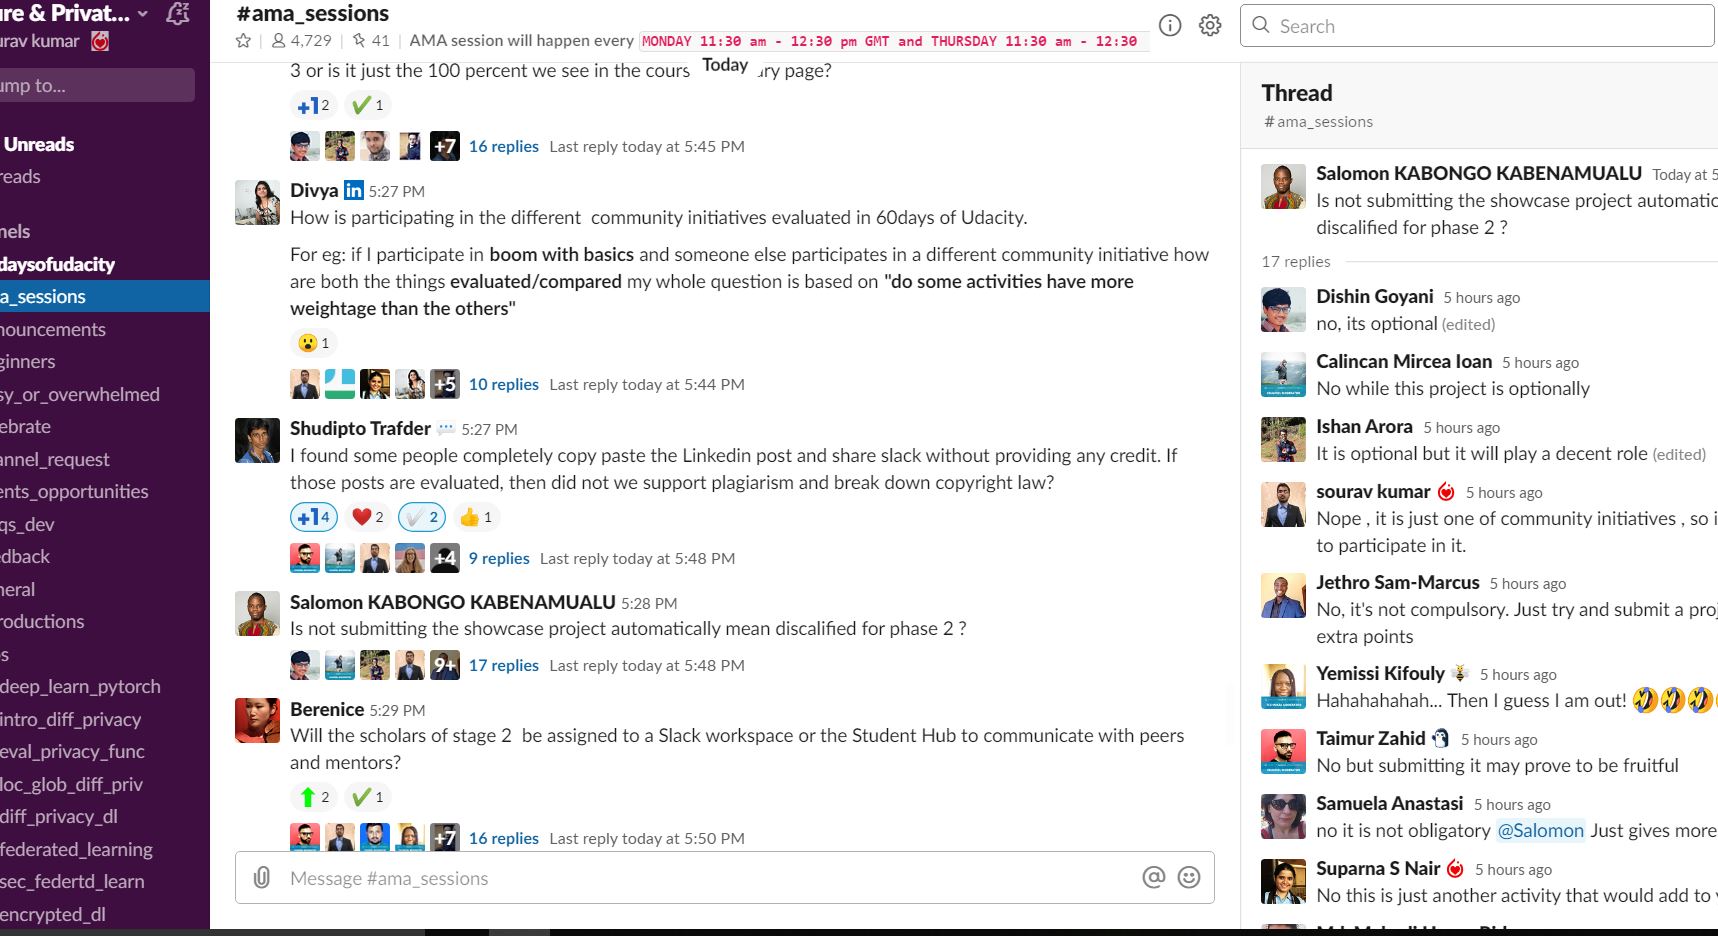 ure & Privat...
urav kumar
ump to...
Unreads
reads
nels
daysofudacity
a_sessions
nouncements
ginners
sy_or_overwhelmed
ebrate
annel_request
ents_opportunities
qs_dev
edback
neral
roductions
s
deep_learn_pytorch
intro_diff_privacy
eval_privacy_func
loc_glob_diff_priv
diff_privacy_dl
federated_learning
sec_federtd_learn
encrypted_dl
#ama_sessions
4,729 | 41 | AMA session will happen every MONDAY 11:30 am - 12:30 pm GMT and THURSDAY 11:30 am - 12:30
Search
Today
3 or is it just the 100 percent we see in the cours ary page?
+1 2 1
+7 16 replies Last reply today at 5:45 PM
Divya in 5:27 PM
How is participating in the different community initiatives evaluated in 60days of Udacity.
For eg: if I participate in boom with basics and someone else participates in a different community initiative how
are both the things evaluated/compared my whole question is based on "do some activities have more
weightage than the others"
1
+5 10 replies Last reply today at 5:44 PM
Shudipto Trafder 5:27 PM
I found some people completely copy paste the Linkedin post and share slack without providing any credit. If
those posts are evaluated, then did not we support plagiarism and break down copyright law?
+1 4 2 2 1
+4 9 replies Last reply today at 5:48 PM
Salomon KABONGO KABENAMUALU 5:28 PM
Is not submitting the showcase project automatically mean discalified for phase 2 ?
9+ 17 replies Last reply today at 5:48 PM
Berenice 5:29 PM
Will the scholars of stage 2 be assigned to a Slack workspace or the Student Hub to communicate with peers
and mentors?
2 1
+7 16 replies Last reply today at 5:50 PM
Message #ama_sessions
Thread
#ama_sessions
Salomon KABONGO KABENAMUALU Today at 5
Is not submitting the showcase project automatic
discalified for phase 2 ?
17 replies
Dishin Goyani 5 hours ago
no, its optional (edited)
Calincan Mircea Ioan 5 hours ago
No while this project is optionally
Ishan Arora 5 hours ago
It is optional but it will play a decent role (edited)
sourav kumar 5 hours ago
Nope , it is just one of community initiatives , so i
to participate in it.
Jethro Sam-Marcus 5 hours ago
No, it's not compulsory. Just try and submit a proj
extra points
Yemissi Kifouly 5 hours ago
Hahahahahah... Then I guess I am out!
Taimur Zahid 5 hours ago
No but submitting it may prove to be fruitful
Samuela Anastasi 5 hours ago
no it is not obligatory @Salomon Just gives more
Suparna S Nair 5 hours ago
No this is just another activity that would add to